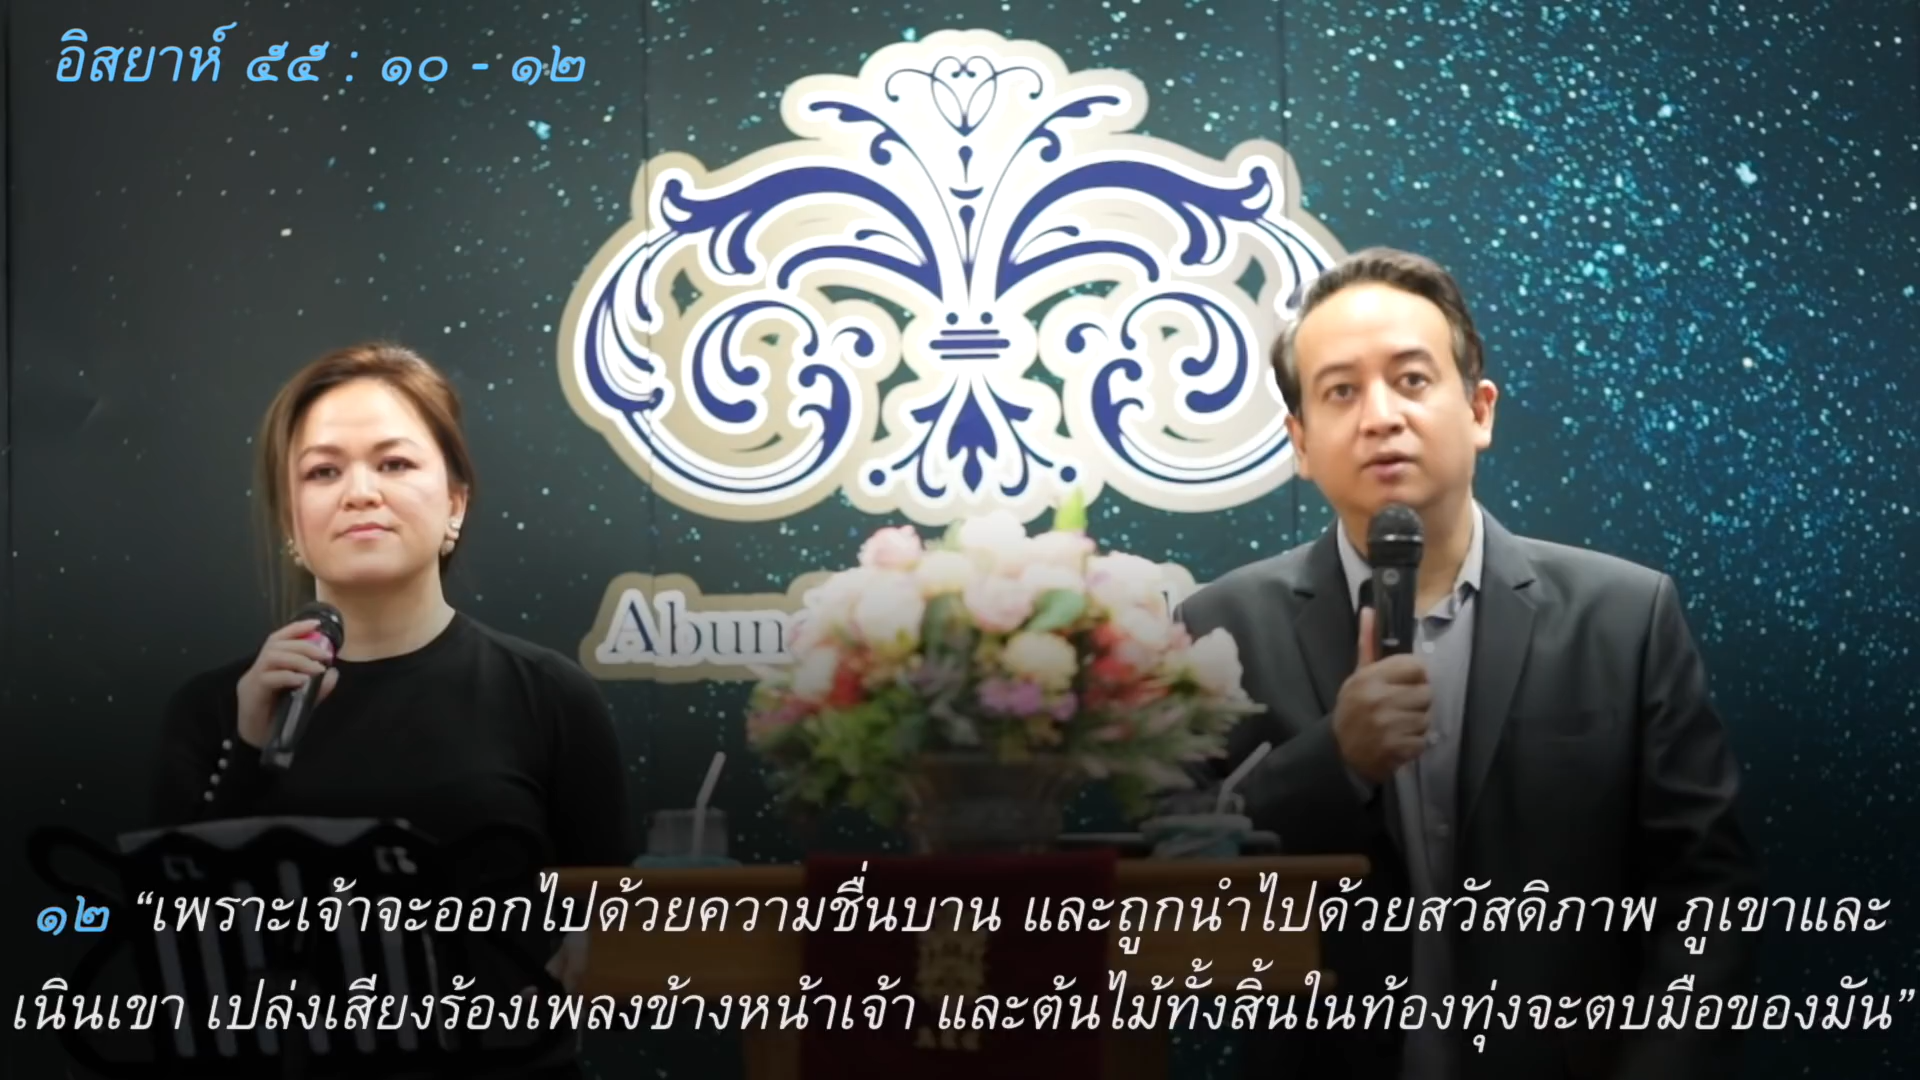 อิสยาห์ ๕๕ : ๑๐ - ๑๒
๑๒ “เพราะเจ้าจะออกไปด้วยความชื่นบาน และถูกนำไปด้วยสวัสดิภาพ ภูเขาและ
เนินเขา เปล่งเสียงร้องเพลงข้างหน้าเจ้า และต้นไม้ทั้งสิ้นในท้องทุ่งจะตบมือของมัน”